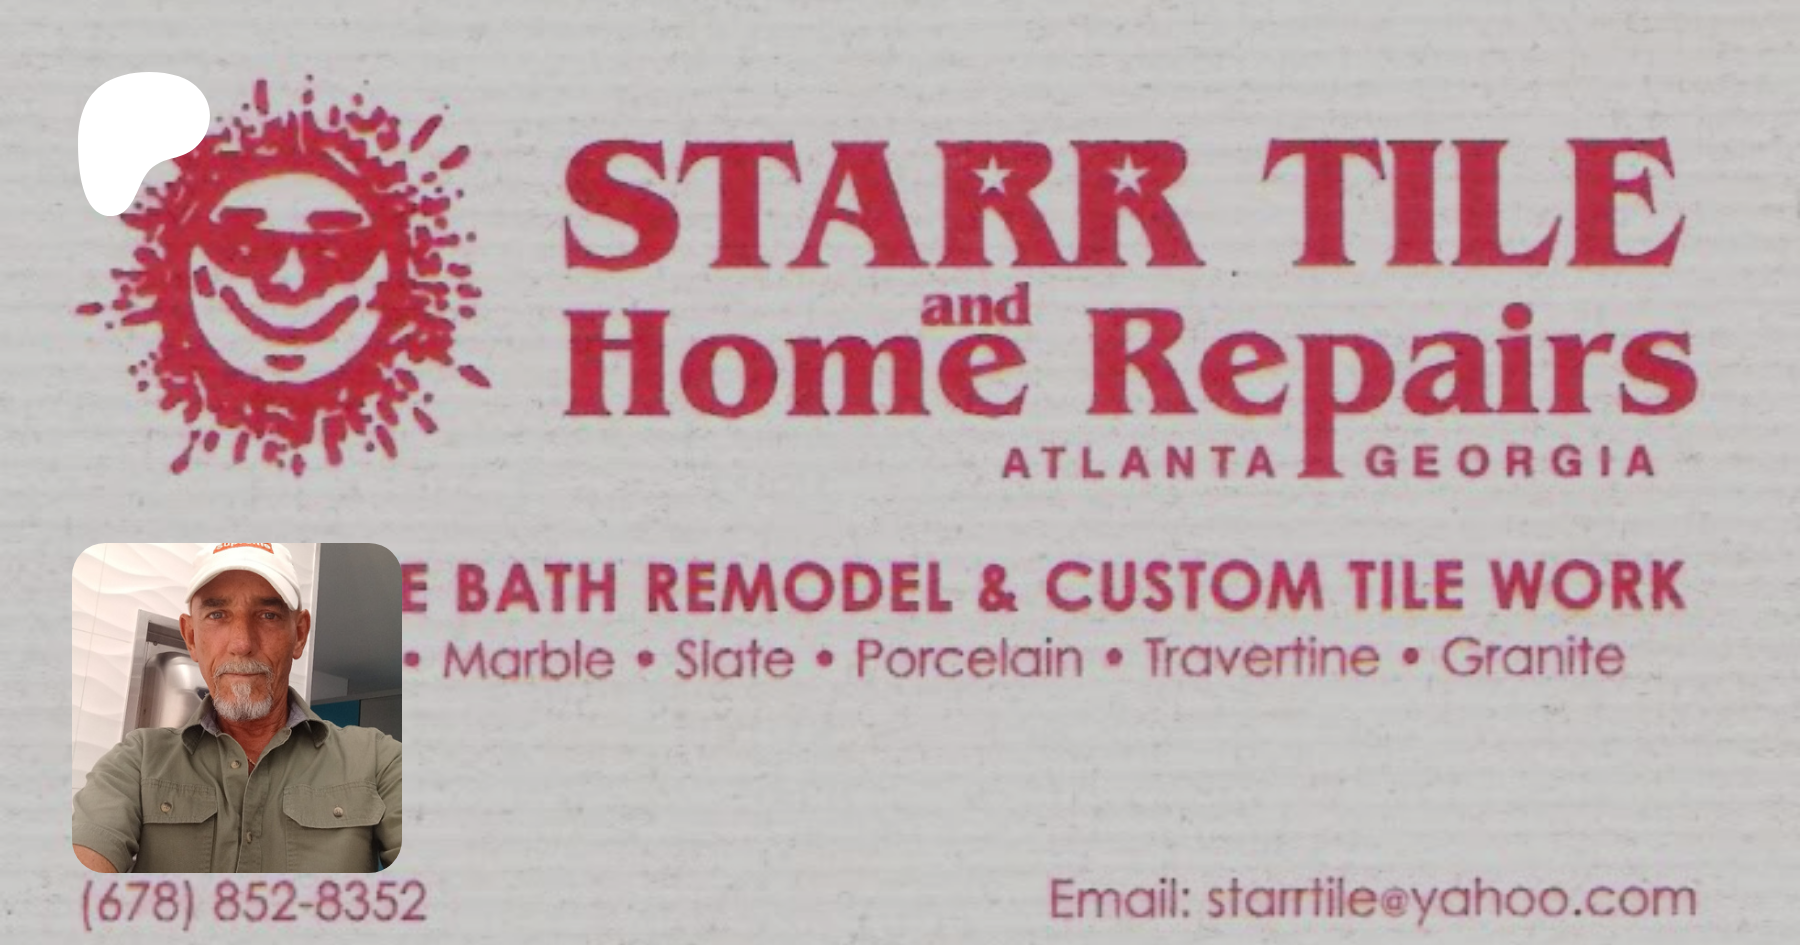 STARR TILE
and
Home Repairs
ATLANTA GEORGIA
E BATH REMODEL & CUSTOM TILE WORK
• Marble • Slate • Porcelain • Travertine • Granite
(678) 852-8352
Email: starrtile@yahoo.com